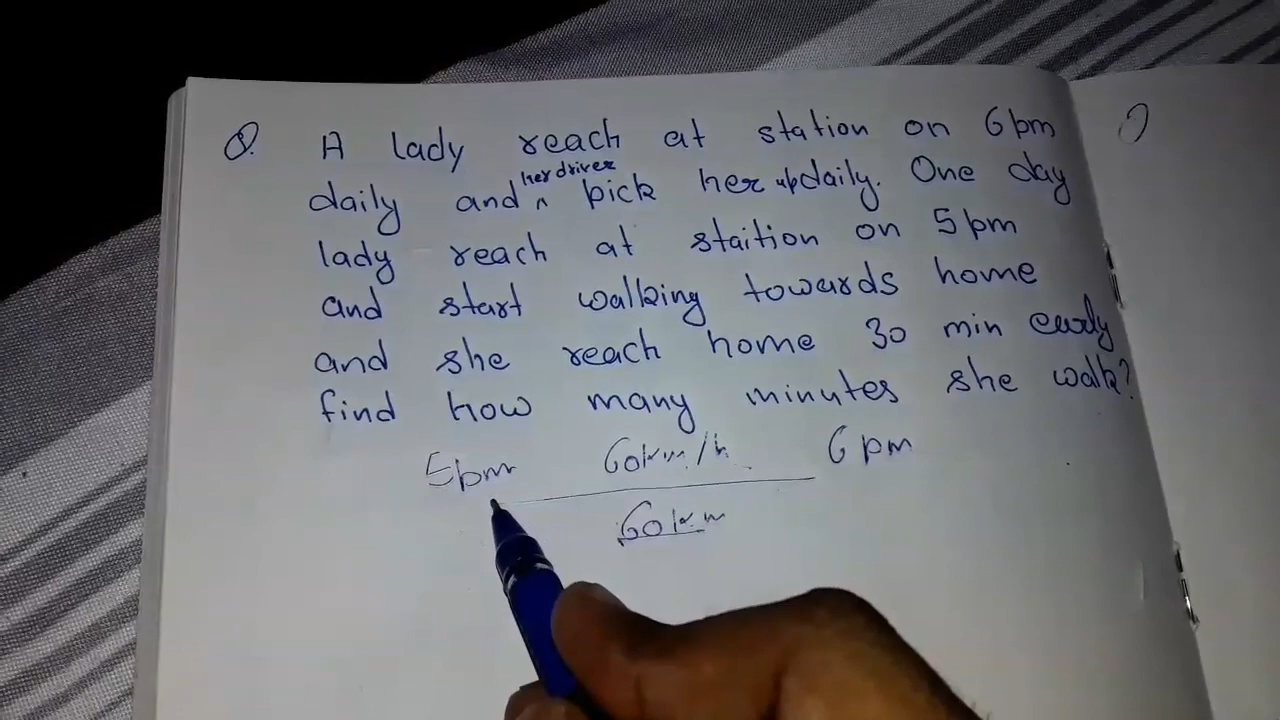 Q. A lady reach at station on 6pm
daily and her driver pick her up daily. One day
lady reach at staition on 5pm
and start walking towards home
and she reach home 30 min early
find how many minutes she walk?
5pm 60km/h 6pm
60km